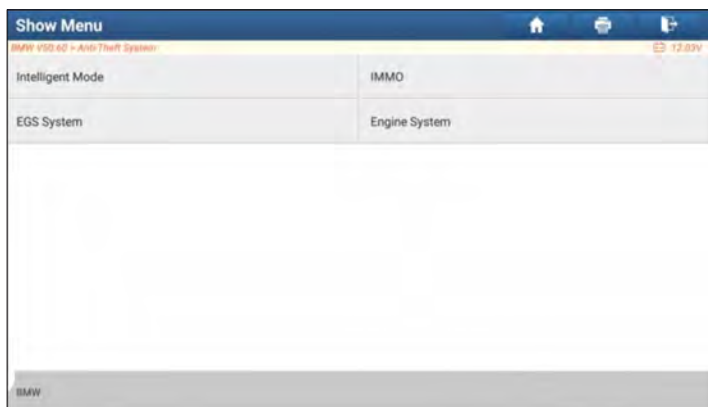 Show Menu
BMW V50.60 > Anti-Theft System
12.03V
Intelligent Mode
IMMO
EGS System
Engine System
BMW